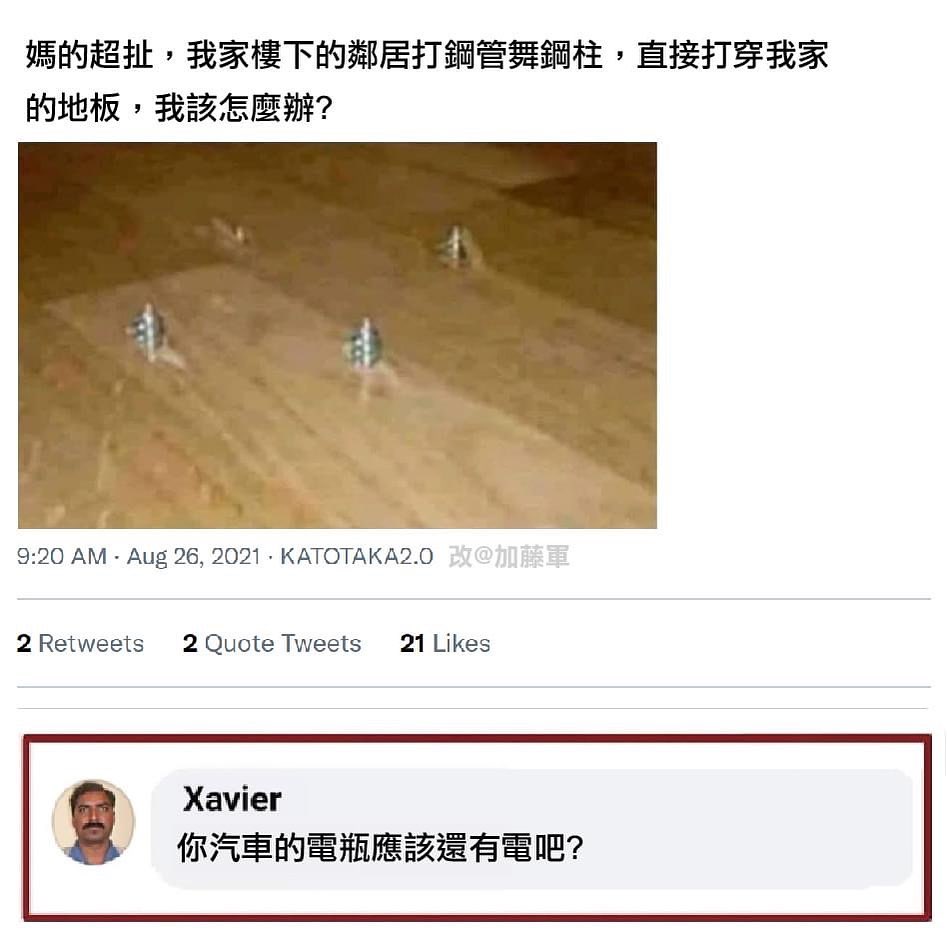 媽的超扯，我家樓下的鄰居打鋼管舞鋼柱，直接打穿我家
的地板，我該怎麼辦?
9:20 AM · Aug 26, 2021 · KATOTAKA2.0 改@加藤軍
2 Retweets 2 Quote Tweets 21 Likes
Xavier
你汽車的電瓶應該還有電吧?